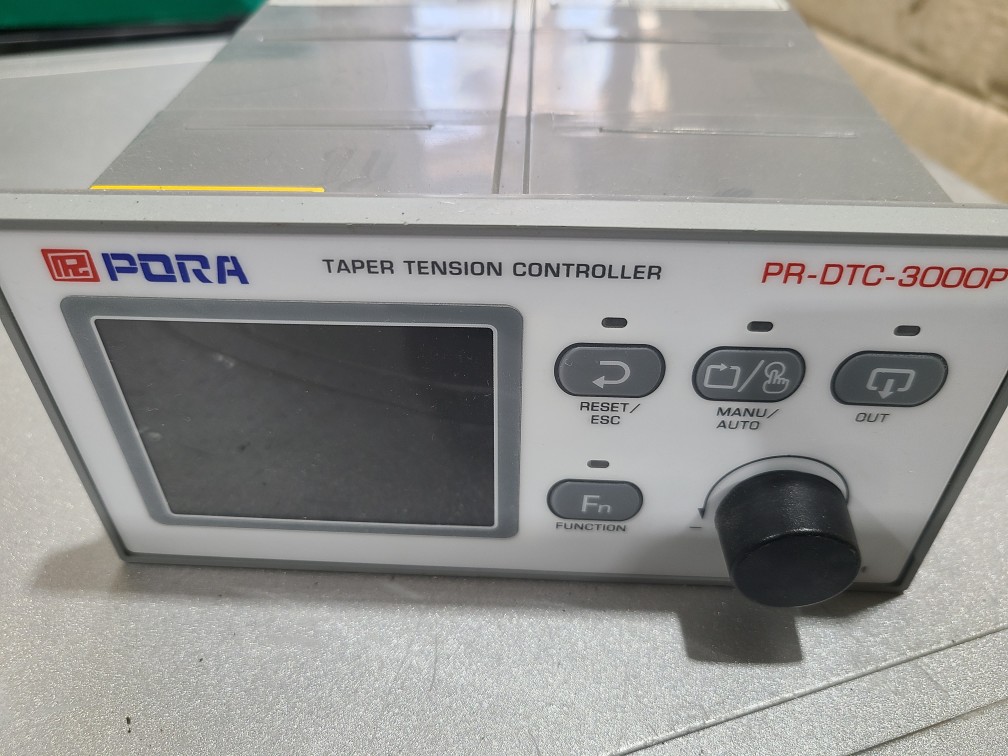 PORA
TAPER TENSION CONTROLLER
PR-DTC-3000P
RESET/
ESC
MANU/
AUTO
OUT
Fn
FUNCTION
−